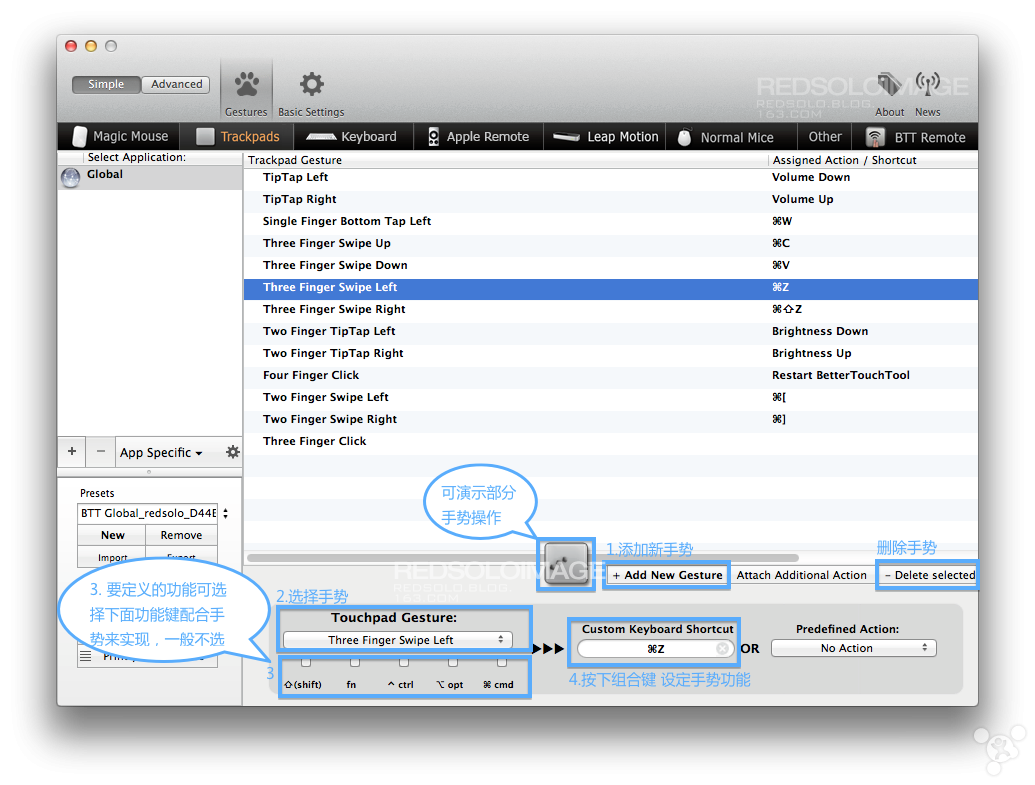 Simple
Advanced
Gestures
Basic Settings
About
News
REDSOLOIMAGE
REDSOLO.BLOG.
163.COM
Magic Mouse
Trackpads
Keyboard
Apple Remote
Leap Motion
Normal Mice
Other
BTT Remote
Select Application:
Global
Trackpad Gesture
Assigned Action / Shortcut
TipTap Left
Volume Down
TipTap Right
Volume Up
Single Finger Bottom Tap Left
⌘W
Three Finger Swipe Up
⌘C
Three Finger Swipe Down
⌘V
Three Finger Swipe Left
⌘Z
Three Finger Swipe Right
⌘⇧Z
Two Finger TipTap Left
Brightness Down
Two Finger TipTap Right
Brightness Up
Four Finger Click
Restart BetterTouchTool
Two Finger Swipe Left
⌘[
Two Finger Swipe Right
⌘]
Three Finger Click
+
−
App Specific
Presets
BTT Global_redsolo_D44E
New
Remove
Import
Export
可演示部分
手势操作
1.添加新手势
删除手势
+ Add New Gesture
Attach Additional Action
− Delete selected
REDSOLOIMAGE
REDSOLO.BLOG.
163.COM
3. 要定义的功能可选
择下面功能键配合手
势来实现，一般不选
2.选择手势
Touchpad Gesture:
Three Finger Swipe Left
3
⇧(shift)
fn
^ ctrl
⌥ opt
⌘ cmd
Custom Keyboard Shortcut
⌘Z
OR
Predefined Action:
No Action
4.按下组合键 设定手势功能